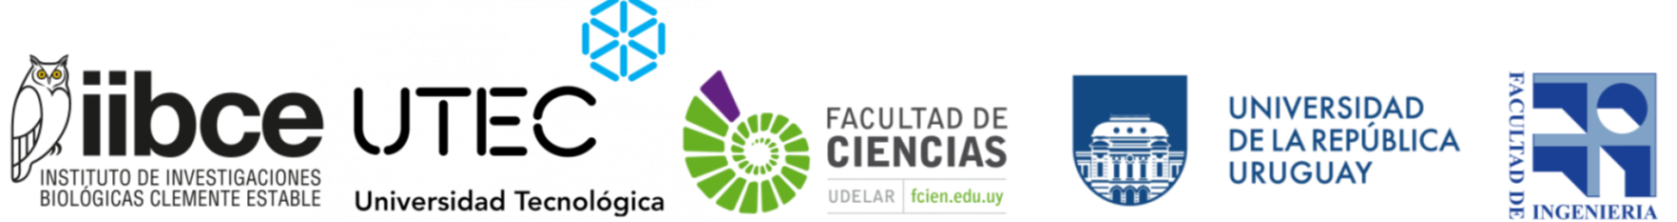 iibce
INSTITUTO DE INVESTIGACIONES
BIOLÓGICAS CLEMENTE ESTABLE
UTEC
Universidad Tecnológica
FACULTAD DE
CIENCIAS
UDELAR fcien.edu.uy
UNIVERSIDAD
DE LA REPÚBLICA
URUGUAY
FACULTAD DE
INGENIERIA